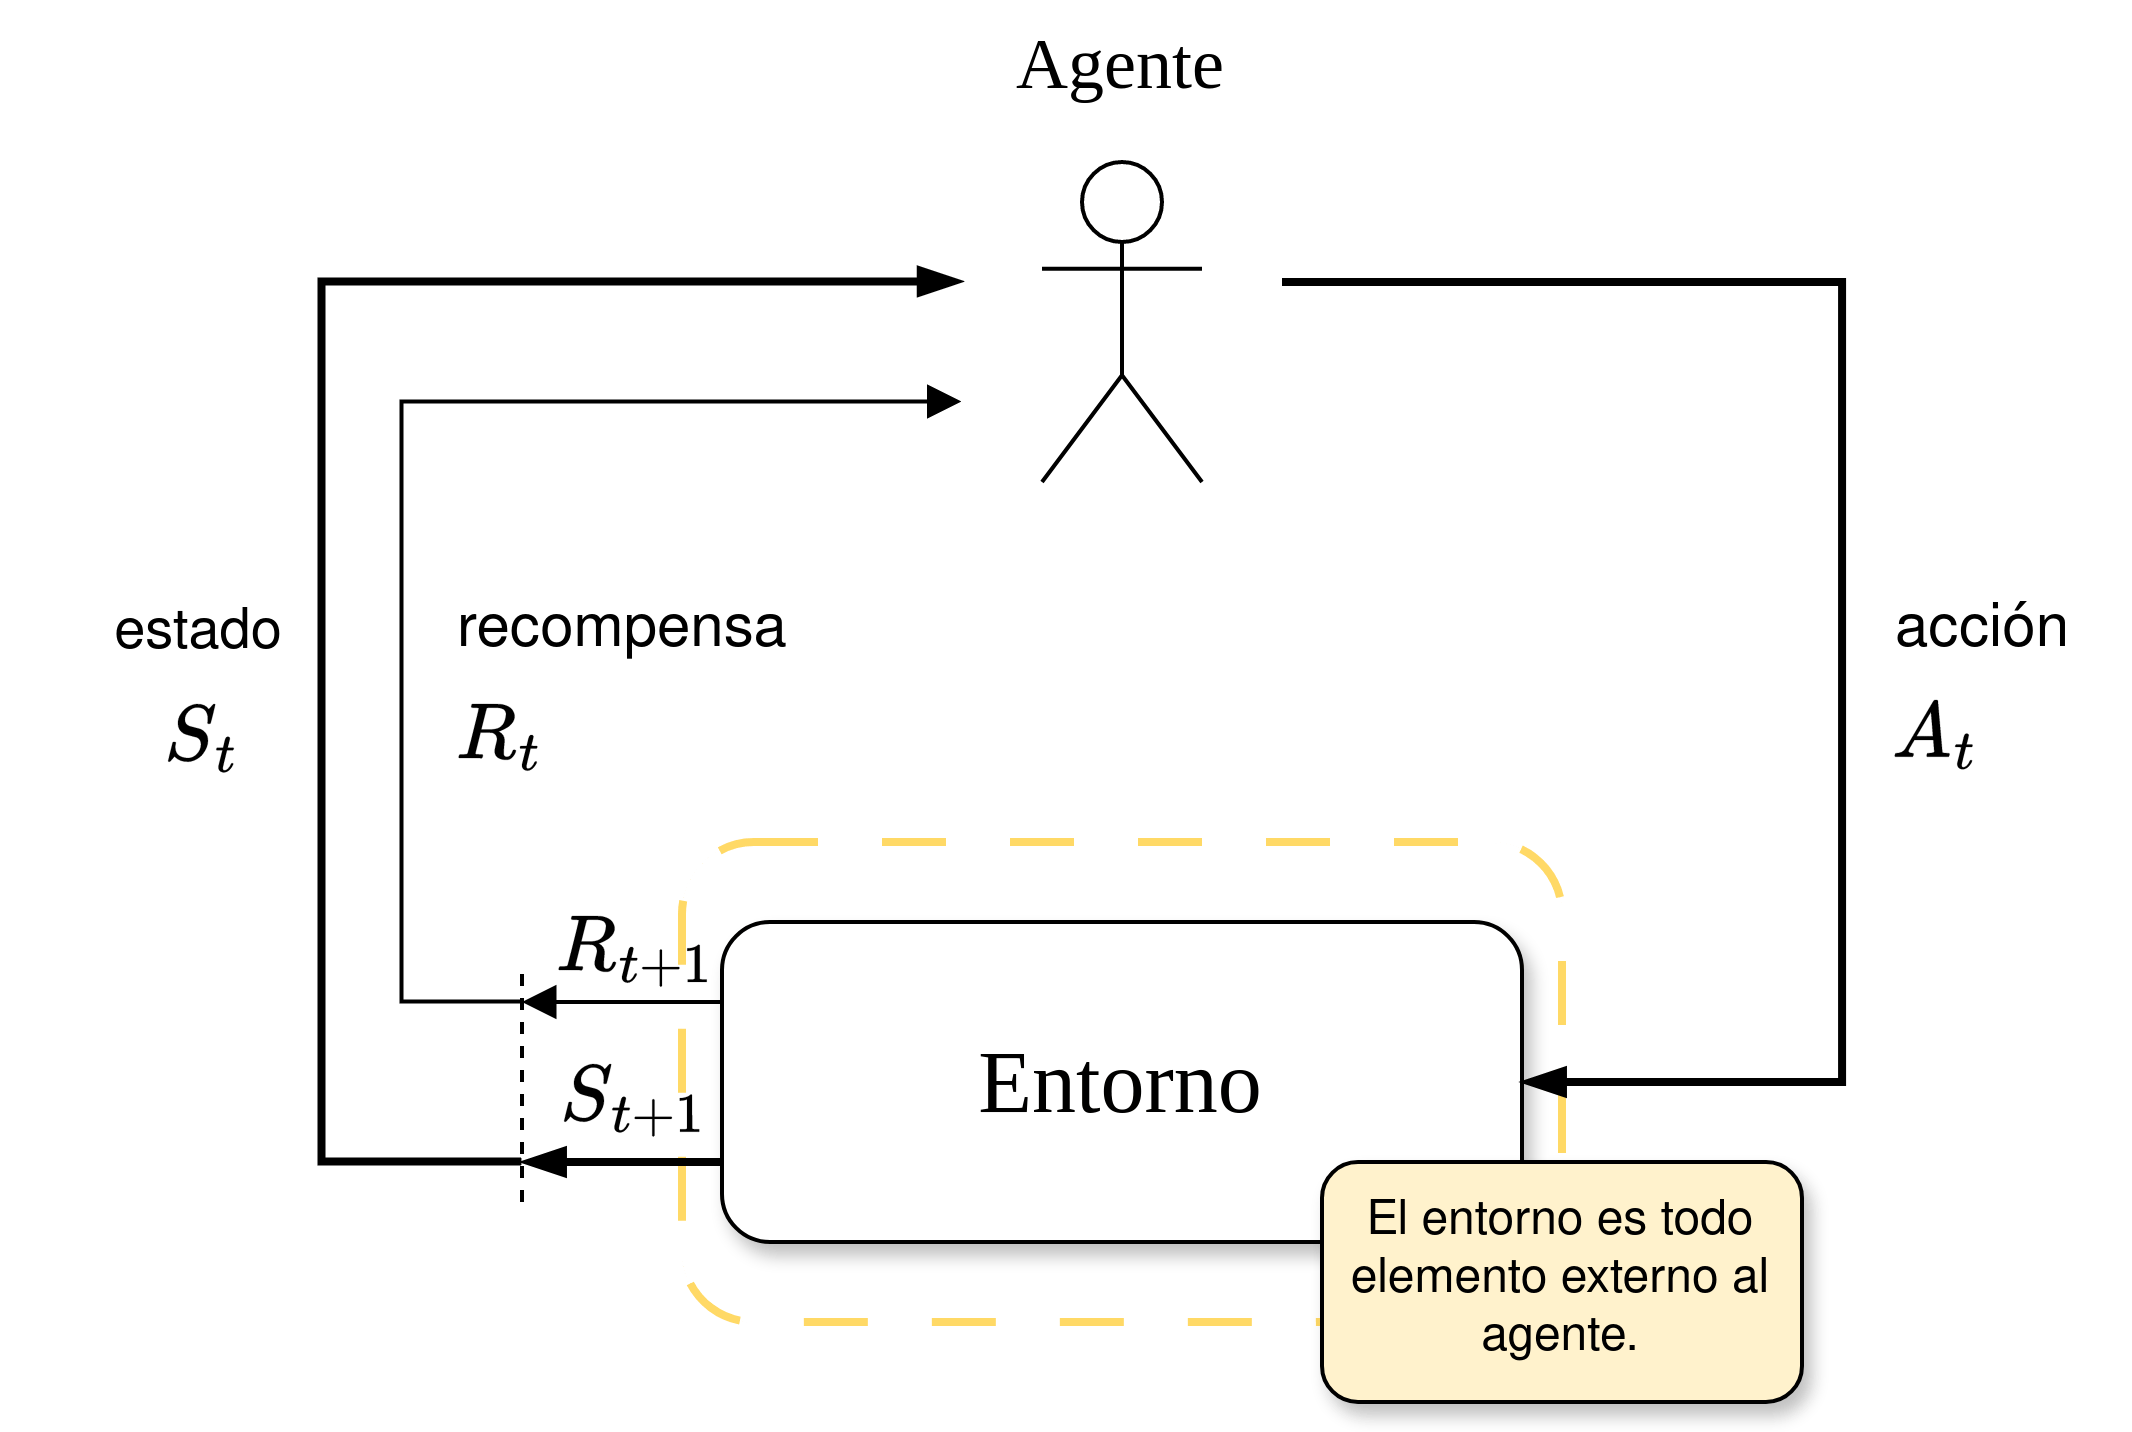 Agente
estado
recompensa
acción
S_t
R_t
A_t
R_{t+1}
S_{t+1}
Entorno
El entorno es todo
elemento externo al
agente.